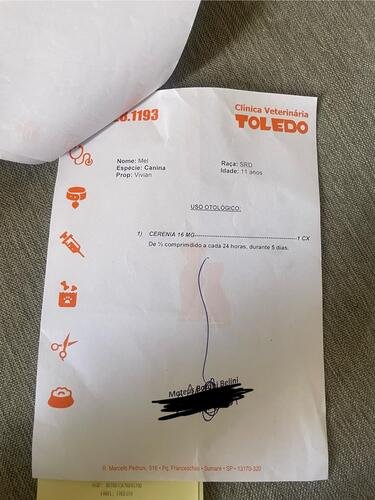 .1193
Clínica Veterinária
TOLEDO
Nome: Mel
Raça: SRD
Espécie: Canina
Idade: 11 anos
Prop: Vivian
USO OTOLÓGICO:
1) CERENIA 16 MG-----------------------------------1 CX
De ½ comprimido a cada 24 horas, durante 5 dias.
Belini
R. Marcelo Pedroni, 516 • Pq. Franceschini • Sumaré • SP • 13170-320